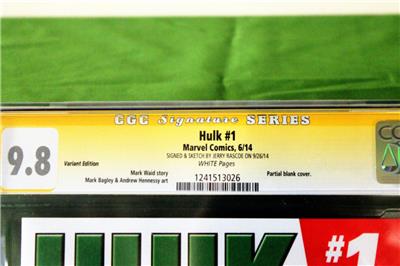 CGC Signature SERIES
9.8
Hulk #1
Marvel Comics, 6/14
SIGNED & SKETCH BY JERRY RASCOE ON 9/26/14
WHITE Pages
Variant Edition
Mark Waid story
Mark Bagley & Andrew Hennessy art
Partial blank cover.
1241513026
HULK #1